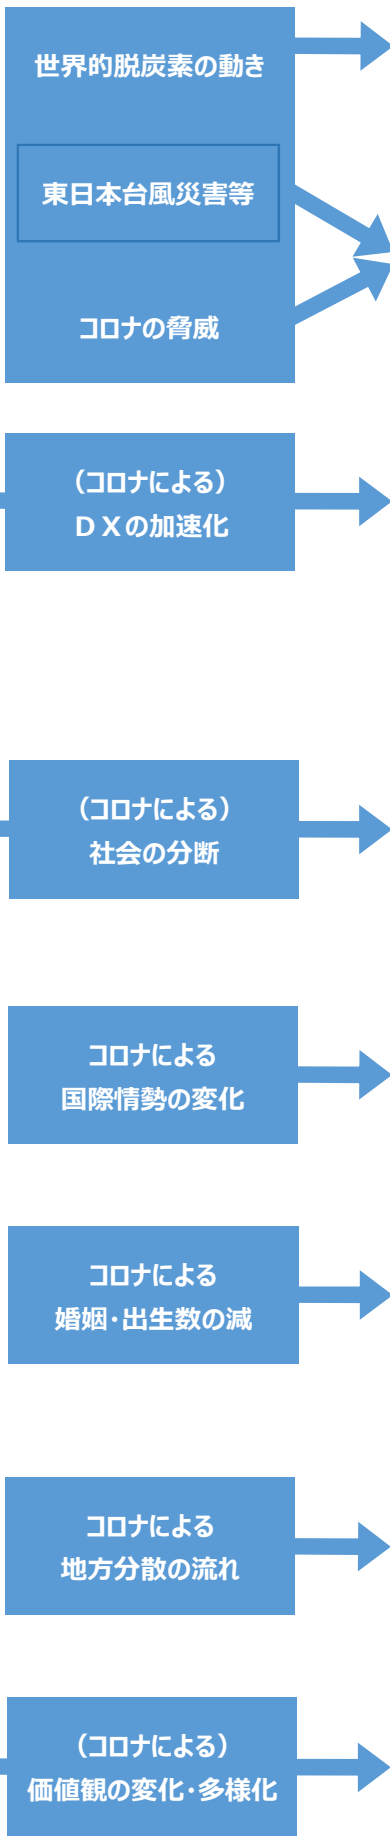 世界的脱炭素の動き
東日本台風災害等
コロナの脅威
（コロナによる）
ＤＸの加速化
（コロナによる）
社会の分断
コロナによる
国際情勢の変化
コロナによる
婚姻・出生数の減
コロナによる
地方分散の流れ
（コロナによる）
価値観の変化・多様化